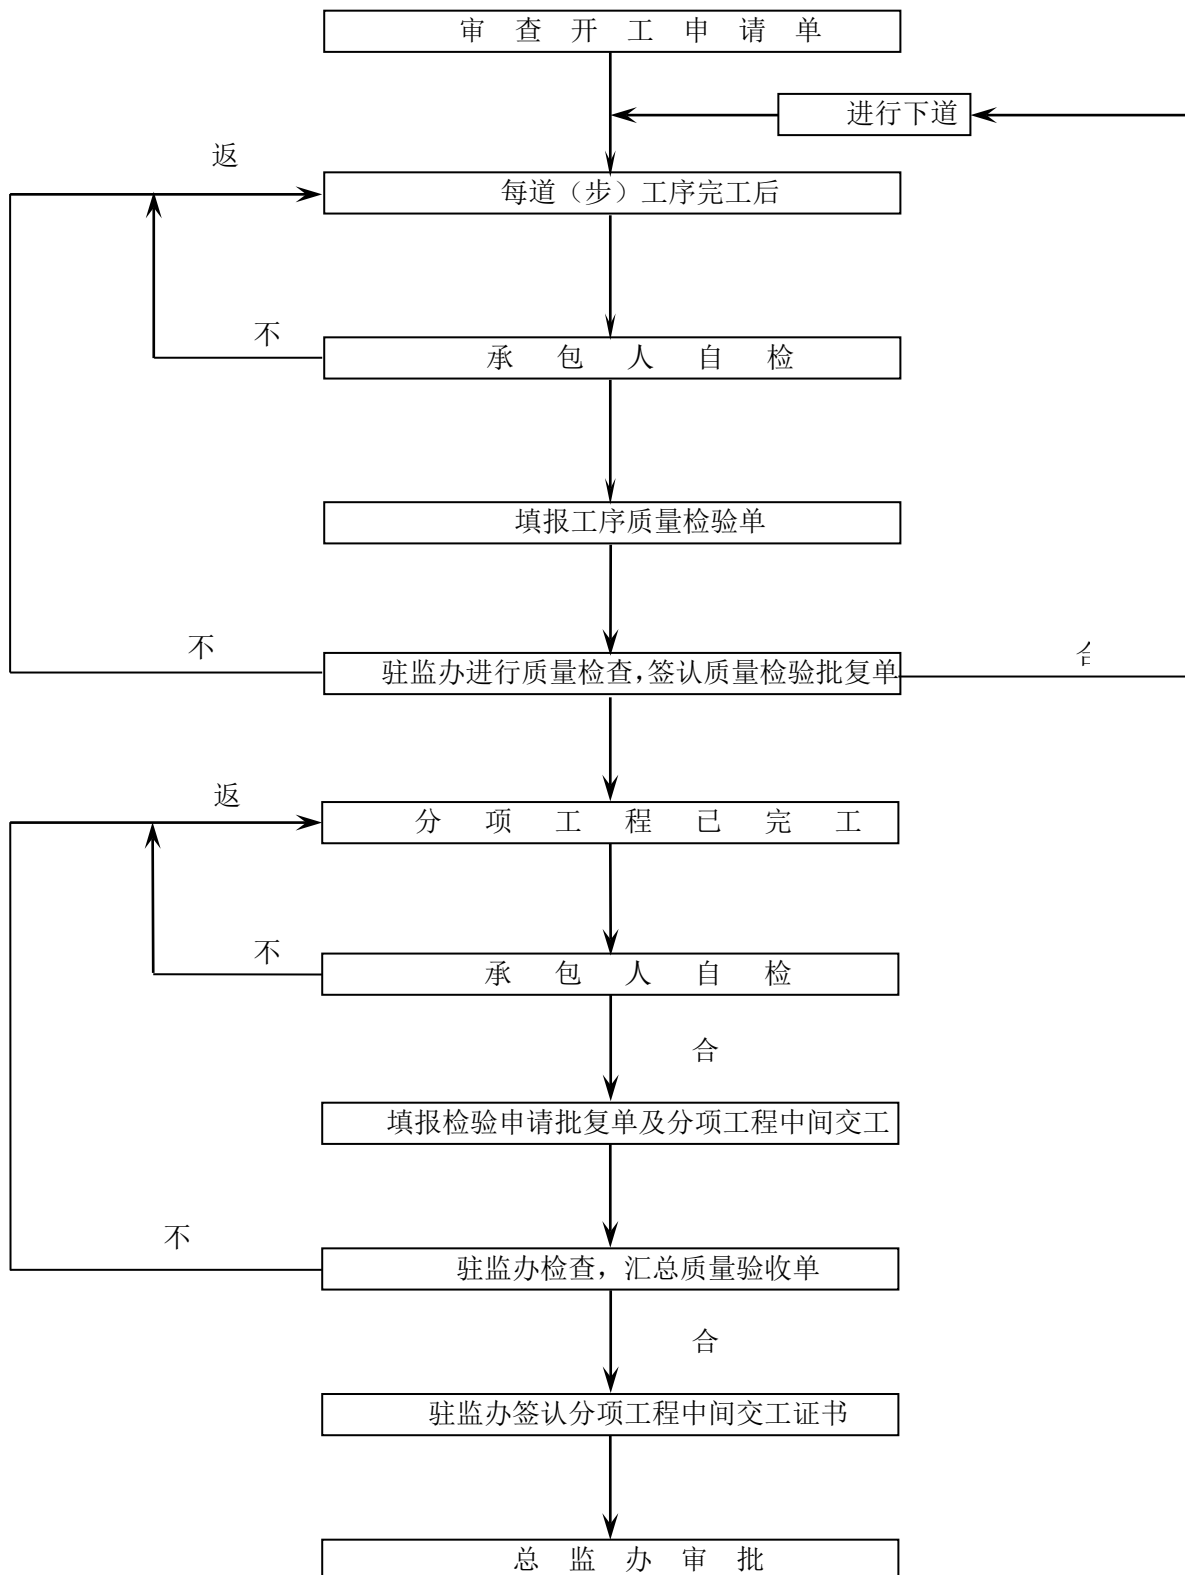 审查开工申请单
进行下道
返
每道（步）工序完工后
不
承包人自检
填报工序质量检验单
不
驻监办进行质量检查，签认质量检验批复单
返
分项工程已完工
不
承包人自检
合
填报检验申请批复单及分项工程中间交工
不
驻监办检查，汇总质量验收单
合
驻监办签认分项工程中间交工证书
总监办审批